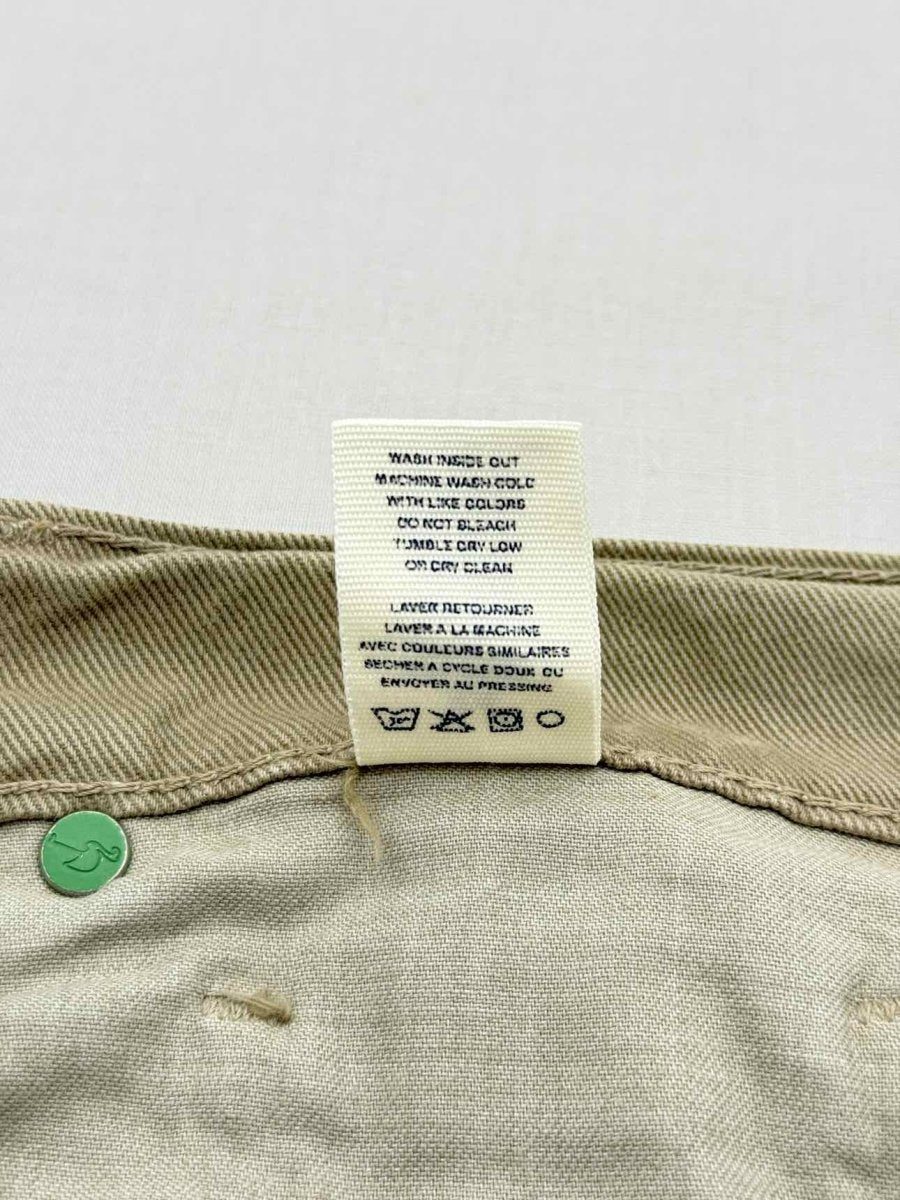 WASH INSIDE OUT
MACHINE WASH COLD
WITH LIKE COLORS
DO NOT BLEACH
TUMBLE DRY LOW
OR DRY CLEAN
LAVER RETOURNER
LAVER A LA MACHINE
AVEC COULEURS SIMILAIRES
SECHER A CYCLE DOUX OU
ENVOYER AU PRESSING